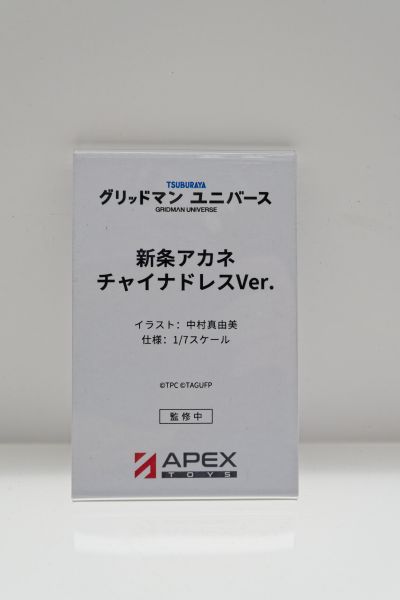 TSUBURAYA
グリッドマン ユニバース
GRIDMAN UNIVERSE
新条アカネ
チャイナドレスVer.
イラスト：中村真由美
仕様：1/7スケール
©TPC ©TAGUFP
監修中
APEX
TOYS